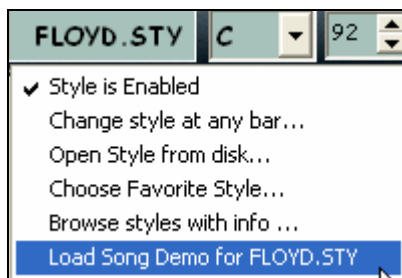 FLOYD.STY C 92
Style is Enabled
Change style at any bar...
Open Style from disk...
Choose Favorite Style...
Browse styles with info ...
Load Song Demo for FLOYD.STY